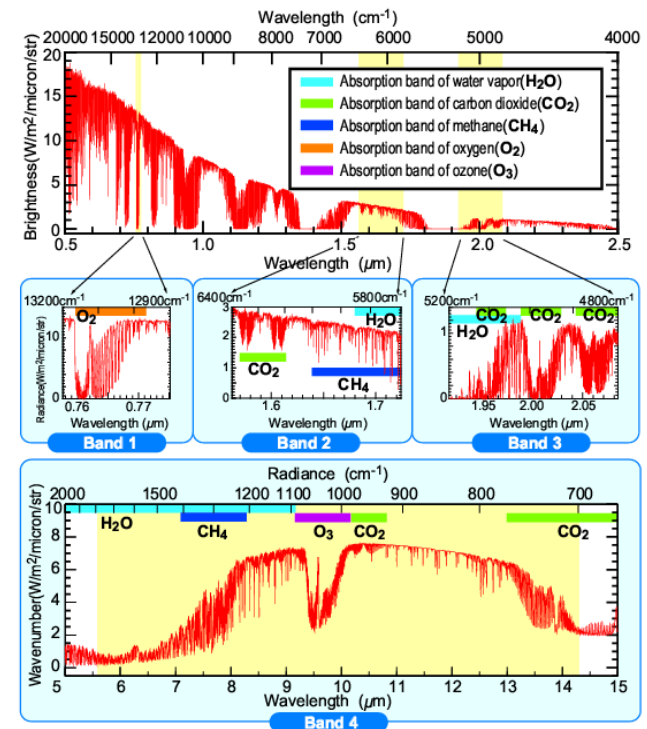 Wavelength (cm-1)
20000 15000 12000 10000 8000 7000 6000 5000 4000
20
15
10
5
0
Brightness(W/m2/micron/str)
Absorption band of water vapor(H2O)
Absorption band of carbon dioxide(CO2)
Absorption band of methane(CH4)
Absorption band of oxygen(O2)
Absorption band of ozone(O3)
0.5 1.0 1.5 2.0 2.5
Wavelength (μm)
13200cm-1 12900cm-1
O2
10
0
Radiance(W/m2/micron/str)
0.76 0.77
Wavelength (μm)
Band 1
6400cm-1 5800cm-1
3
2
1
0
H2O
CO2
CH4
1.6 1.7
Wavelength (μm)
Band 2
5200cm-1 4800cm-1
CO2 CO2 CO2
H2O
1
0
1.95 2.00 2.05
Wavelength (μm)
Band 3
Radiance (cm-1)
2000 1500 1200 1100 1000 900 800 700
10
8
6
4
2
0
Wavenumber(W/m2/micron/str)
H2O CH4 O3 CO2 CO2
5 6 7 8 9 10 11 12 13 14 15
Wavelength (μm)
Band 4